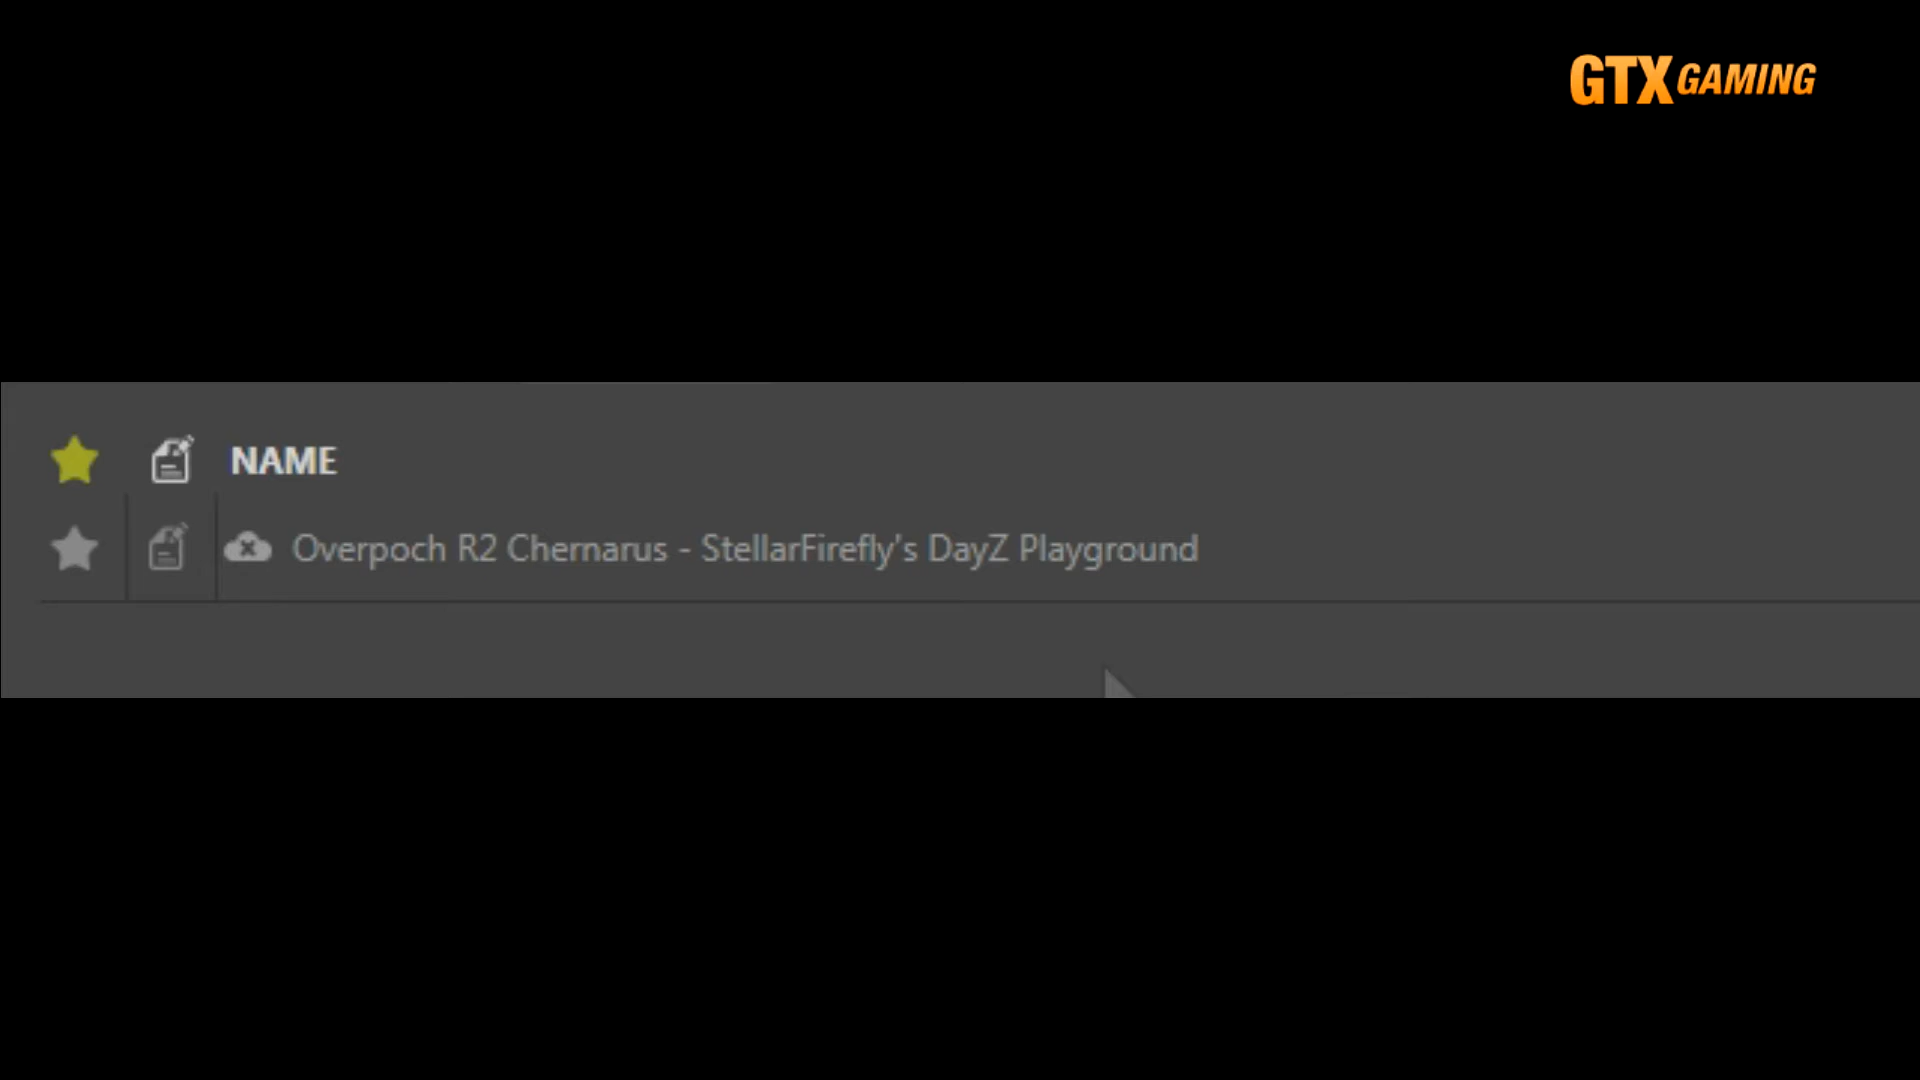 GTX GAMING
NAME
Overpoch R2 Chernarus - StellarFirefly's DayZ Playground